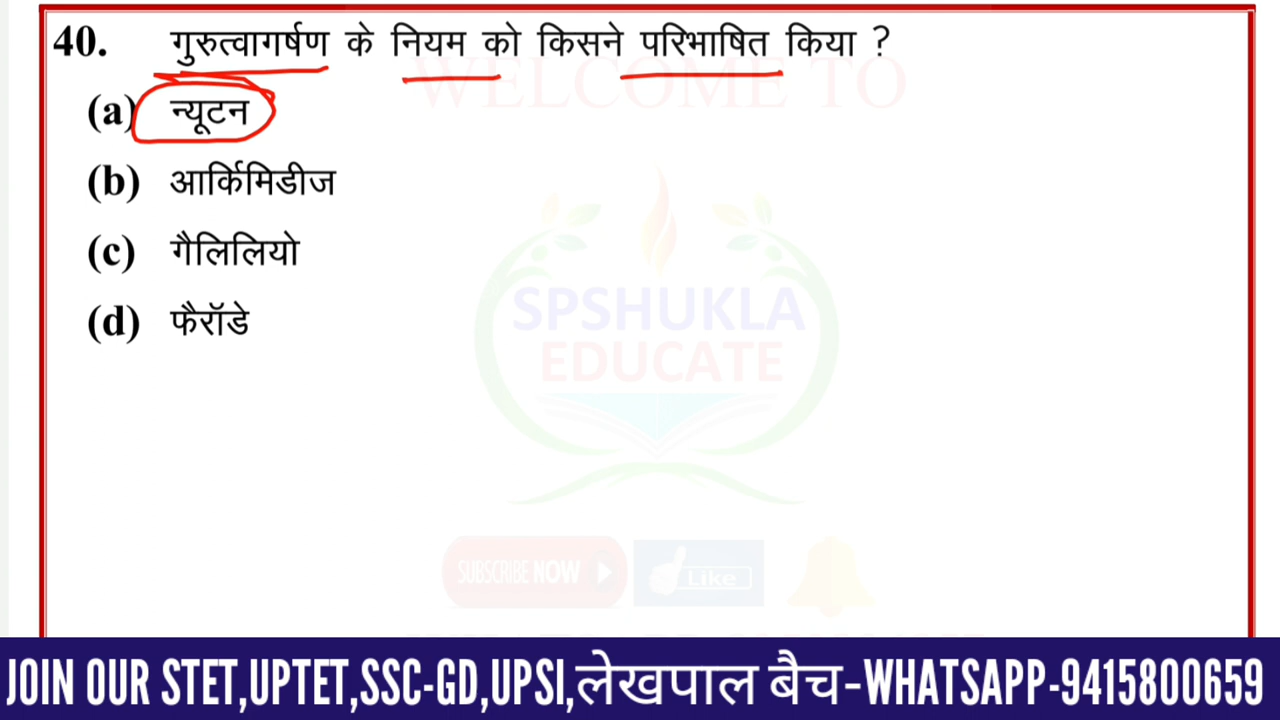 40. गुरुत्वागर्षण के नियम को किसने परिभाषित किया ?
WELCOME TO
(a) न्यूटन
(b) आर्किमिडीज
(c) गैलिलियो
(d) फैरॉडे
SPSHUKLA
EDUCATE
SUBSCRIBE NOW
Like
JOIN OUR STET,UPTET,SSC-GD,UPSI,लेखपाल बैच-WHATSAPP-9415800659